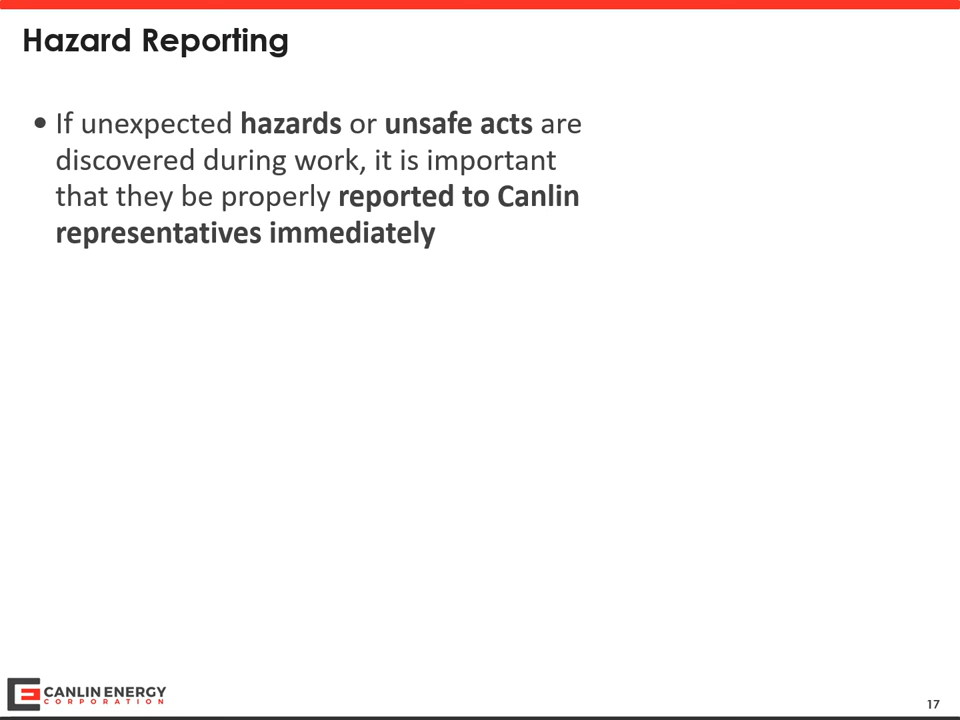 Hazard Reporting
• If unexpected hazards or unsafe acts are
discovered during work, it is important
that they be properly reported to Canlin
representatives immediately
CANLIN ENERGY
CORPORATION
17